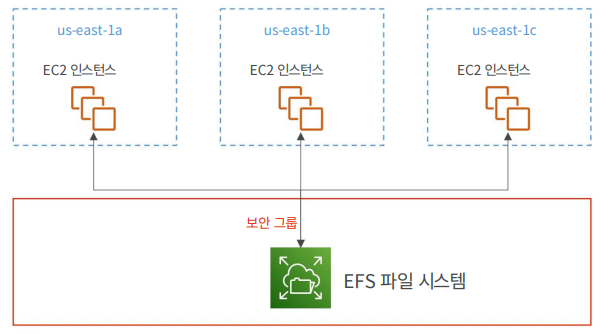 us-east-1a
us-east-1b
us-east-1c
EC2 인스턴스
EC2 인스턴스
EC2 인스턴스
보안 그룹
EFS 파일 시스템